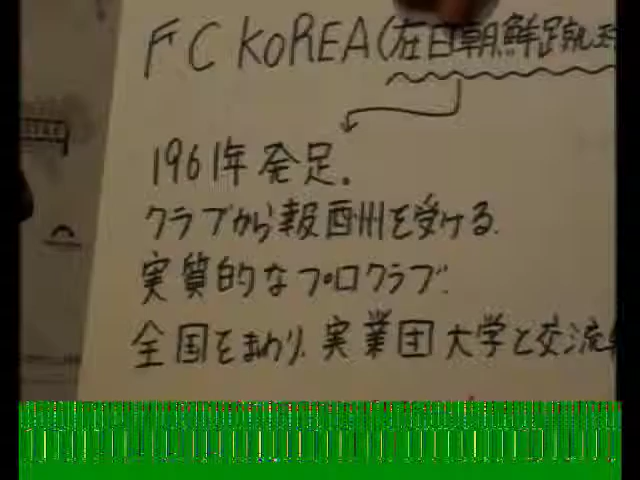 FC KOREA(在日朝鮮蹴球
1961年発足.
クラブから報酬州を受ける.
実質的なプロクラブ.
全国をまわり、実業団大学と交流